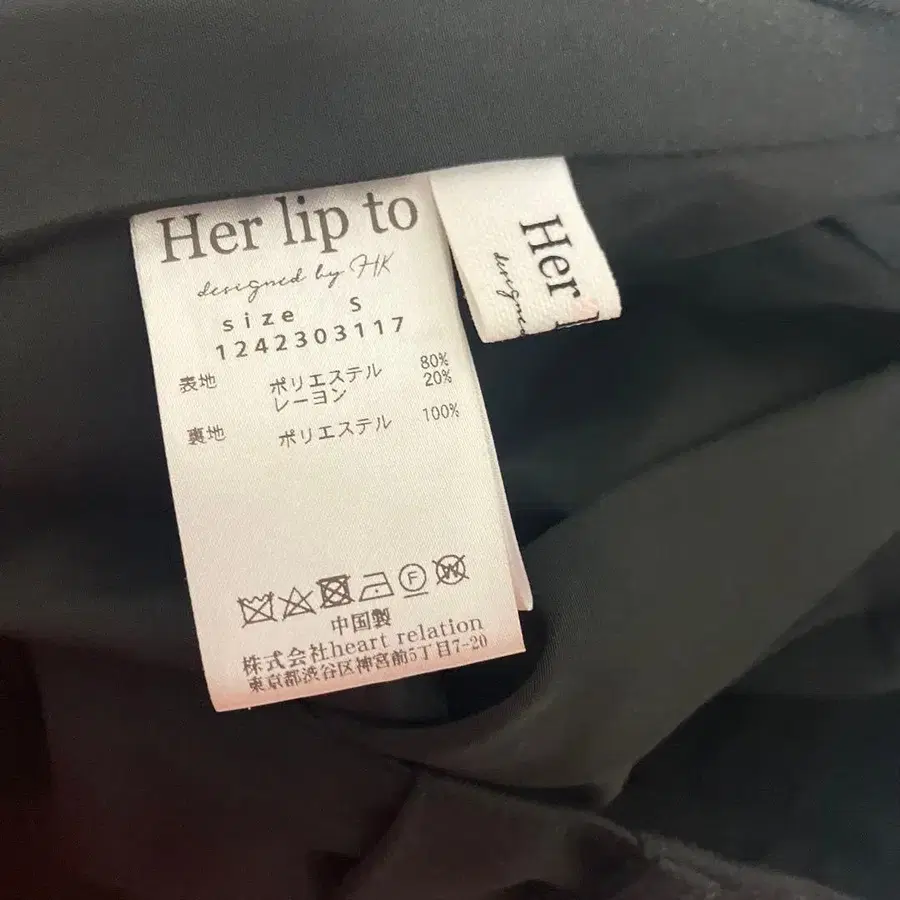 Her lip to
designed by HK
size S
1242303117
表地 ポリエステル 80%
レーヨン 20%
裏地 ポリエステル 100%
F W
中国製
株式会社heart relation
東京都渋谷区神宮前5丁目7-20
Her l
designed